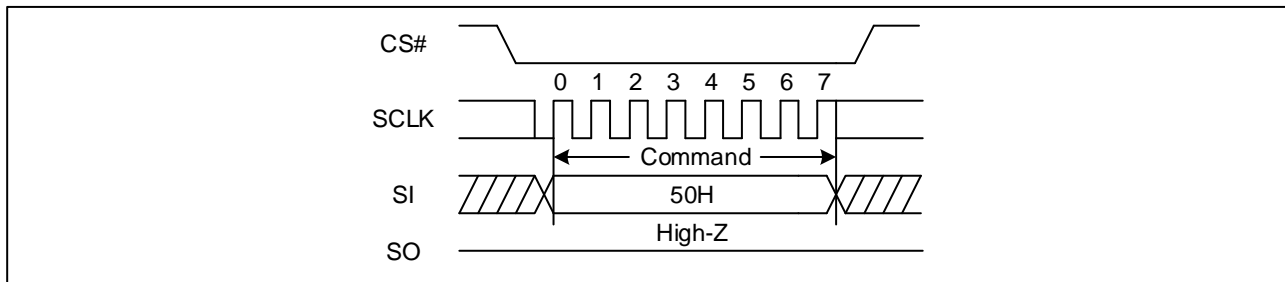 CS#
0 1 2 3 4 5 6 7
SCLK
Command
SI
50H
High-Z
SO